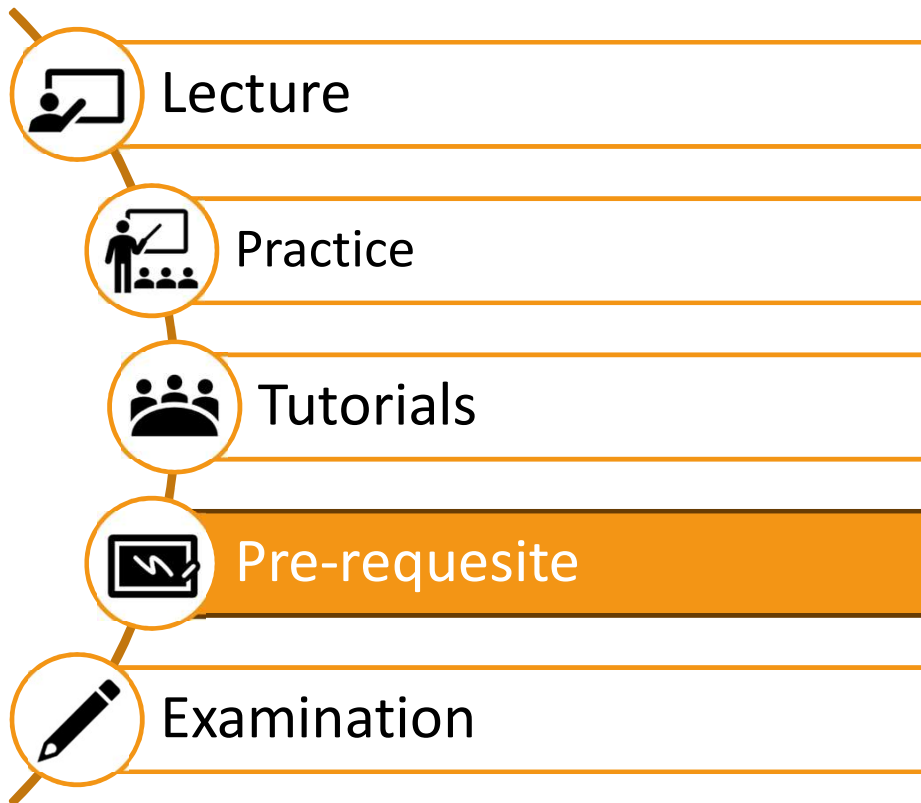 Lecture
Practice
Tutorials
Pre-requesite
Examination